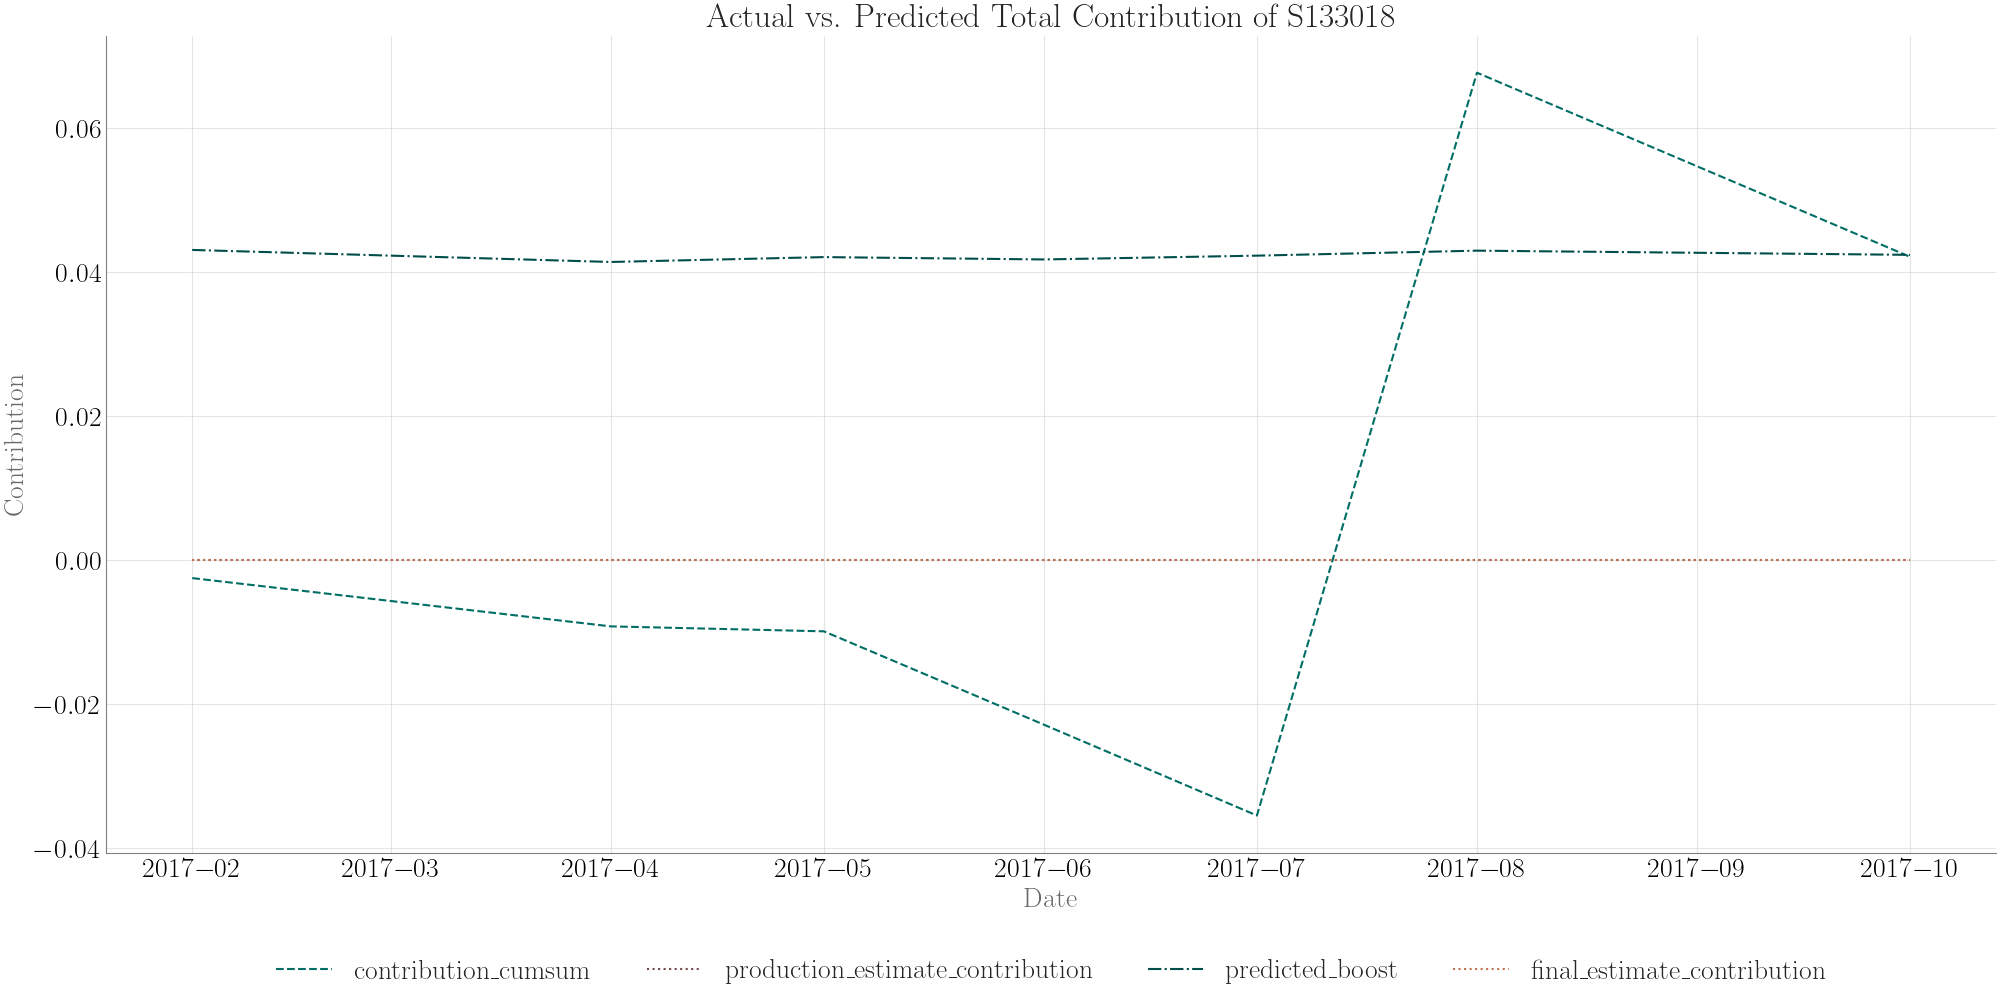 Actual vs. Predicted Total Contribution of S133018
0.06
0.04
0.02
0.00
−0.02
−0.04
Contribution
2017−02 2017−03 2017−04 2017−05 2017−06 2017−07 2017−08 2017−09 2017−10
Date
contribution_cumsum production_estimate_contribution predicted_boost final_estimate_contribution